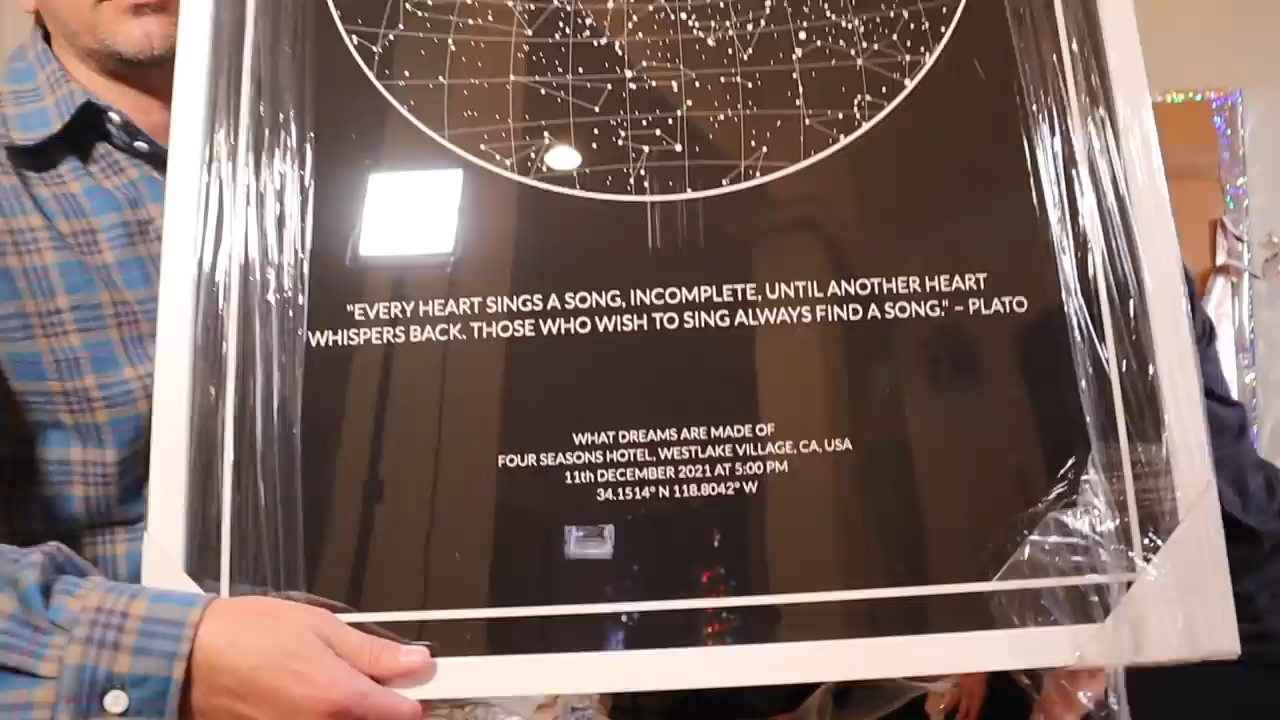 "EVERY HEART SINGS A SONG, INCOMPLETE, UNTIL ANOTHER HEART
WHISPERS BACK. THOSE WHO WISH TO SING ALWAYS FIND A SONG." – PLATO
WHAT DREAMS ARE MADE OF
FOUR SEASONS HOTEL, WESTLAKE VILLAGE, CA, USA
11th DECEMBER 2021 AT 5:00 PM
34.1514° N 118.8042° W